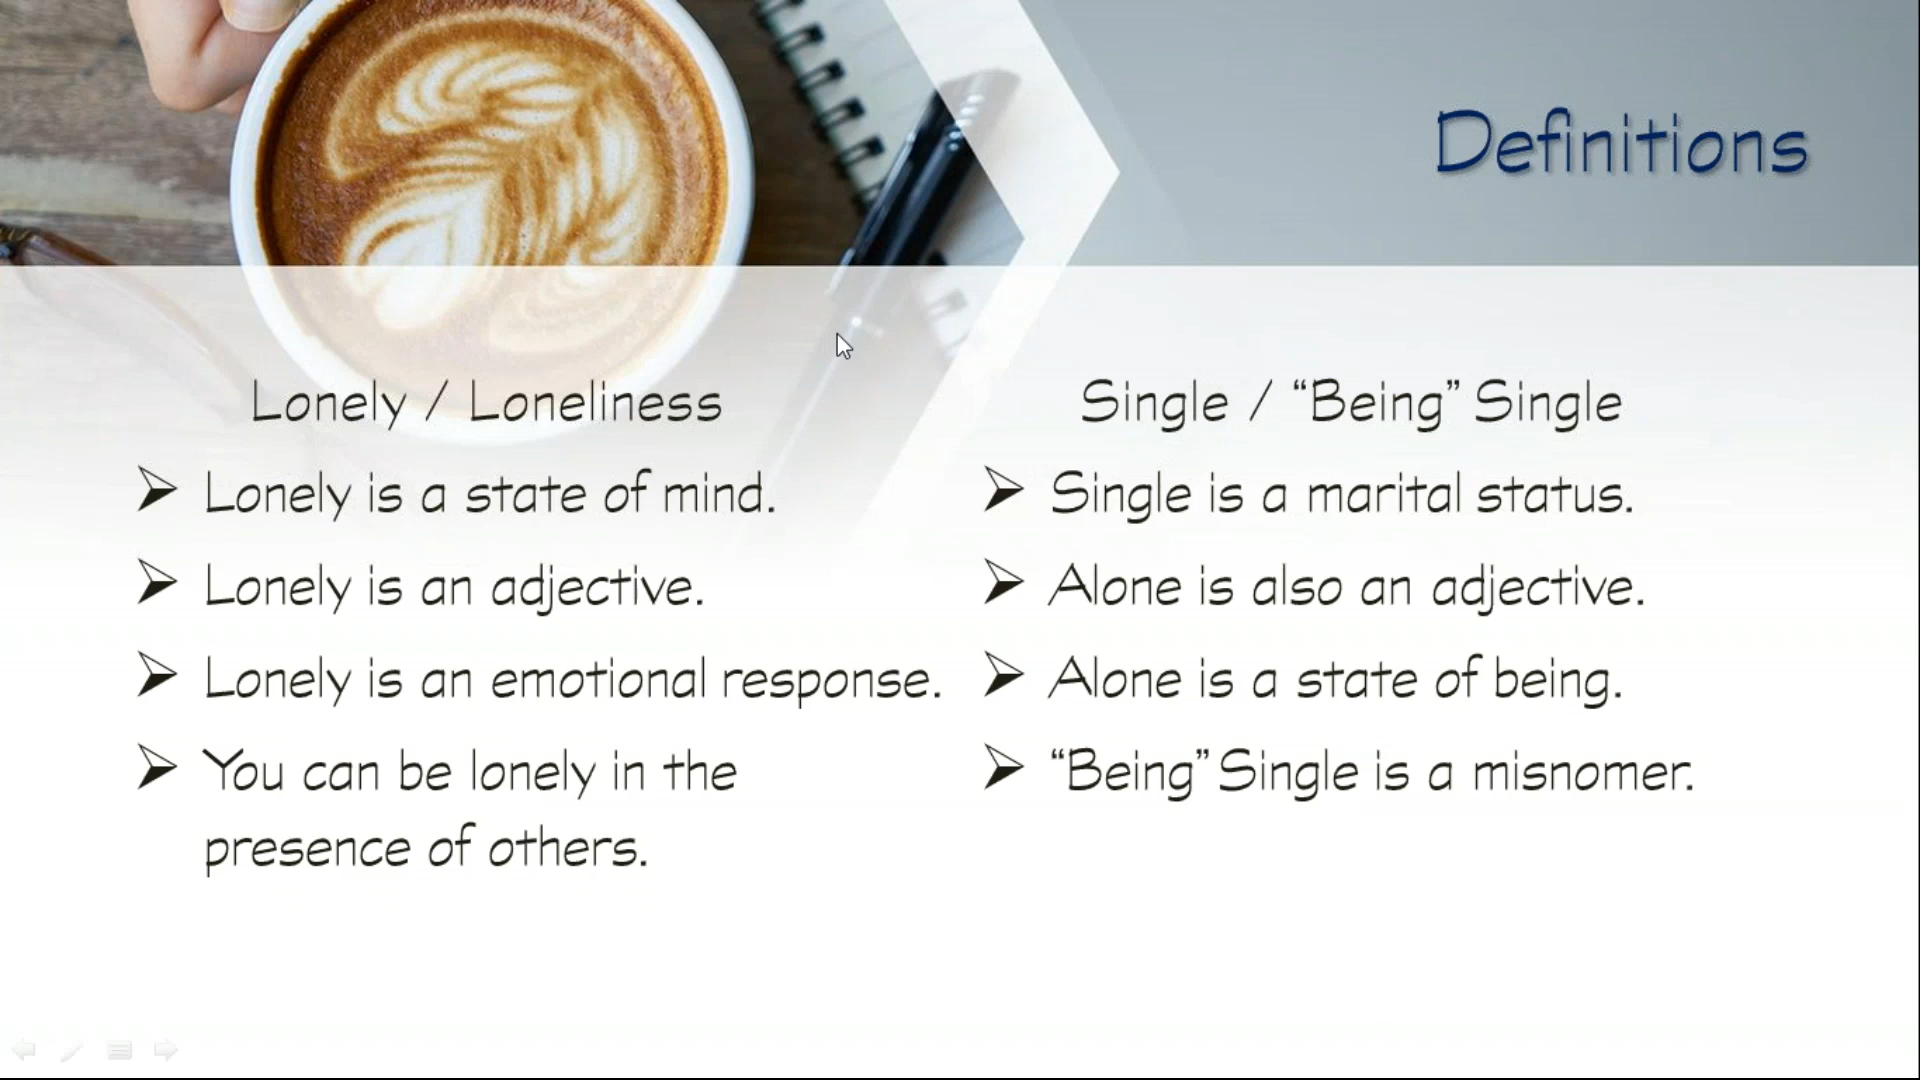 Definitions
Lonely / Loneliness
Lonely is a state of mind.
Lonely is an adjective.
Lonely is an emotional response.
You can be lonely in the
presence of others.
Single / “Being” Single
Single is a marital status.
Alone is also an adjective.
Alone is a state of being.
“Being” Single is a misnomer.